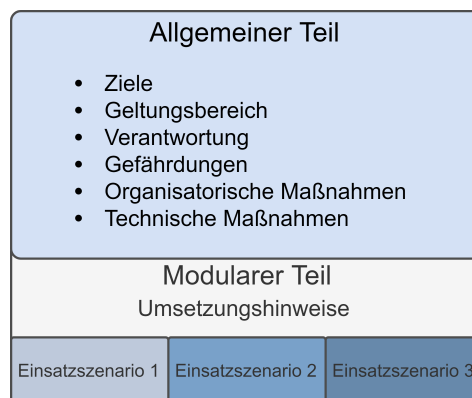 Allgemeiner Teil
• Ziele
• Geltungsbereich
• Verantwortung
• Gefährdungen
• Organisatorische Maßnahmen
• Technische Maßnahmen
Modularer Teil
Umsetzungshinweise
Einsatzszenario 1 Einsatzszenario 2 Einsatzszenario 3